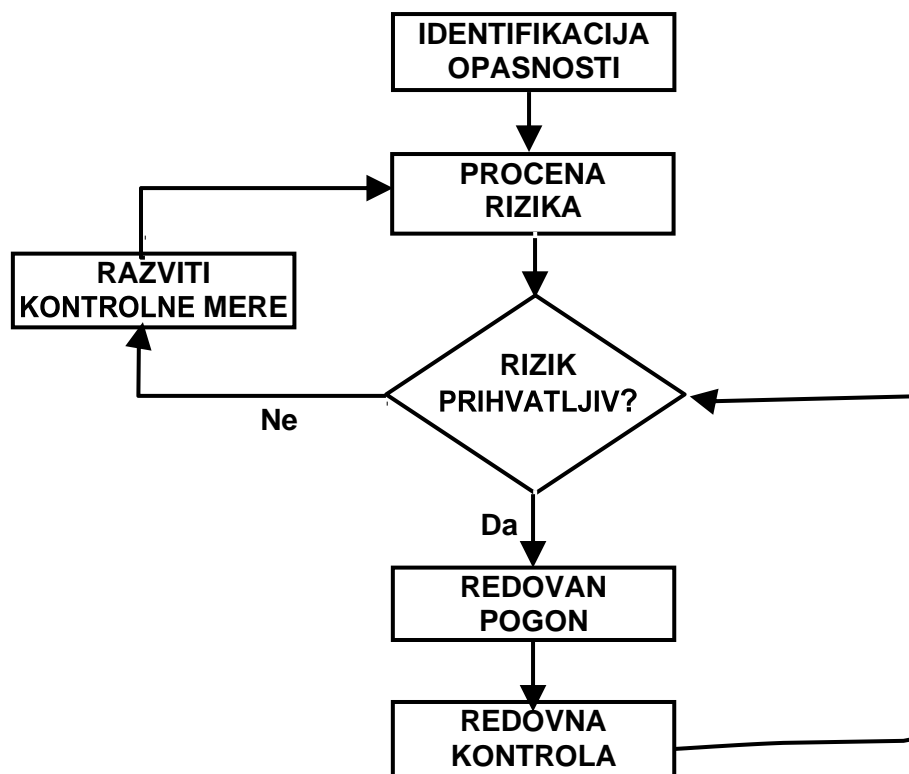 IDENTIFIKACIJA
OPASNOSTI
PROCENA
RIZIKA
RAZVITI
KONTROLNE MERE
RIZIK
PRIHVATLJIV?
Ne
Da
REDOVAN
POGON
REDOVNA
KONTROLA